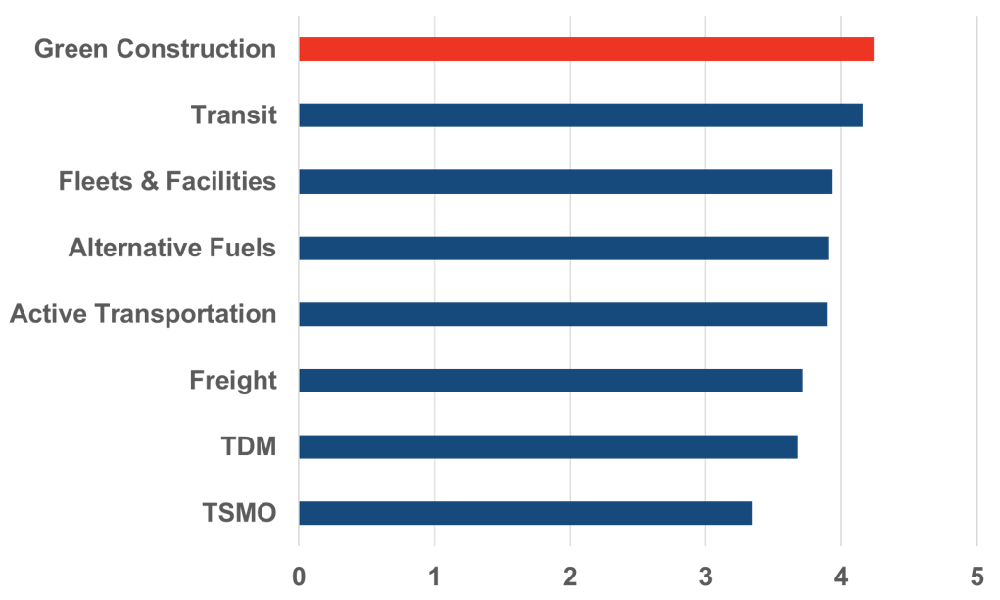 Green Construction
Transit
Fleets & Facilities
Alternative Fuels
Active Transportation
Freight
TDM
TSMO
0 1 2 3 4 5